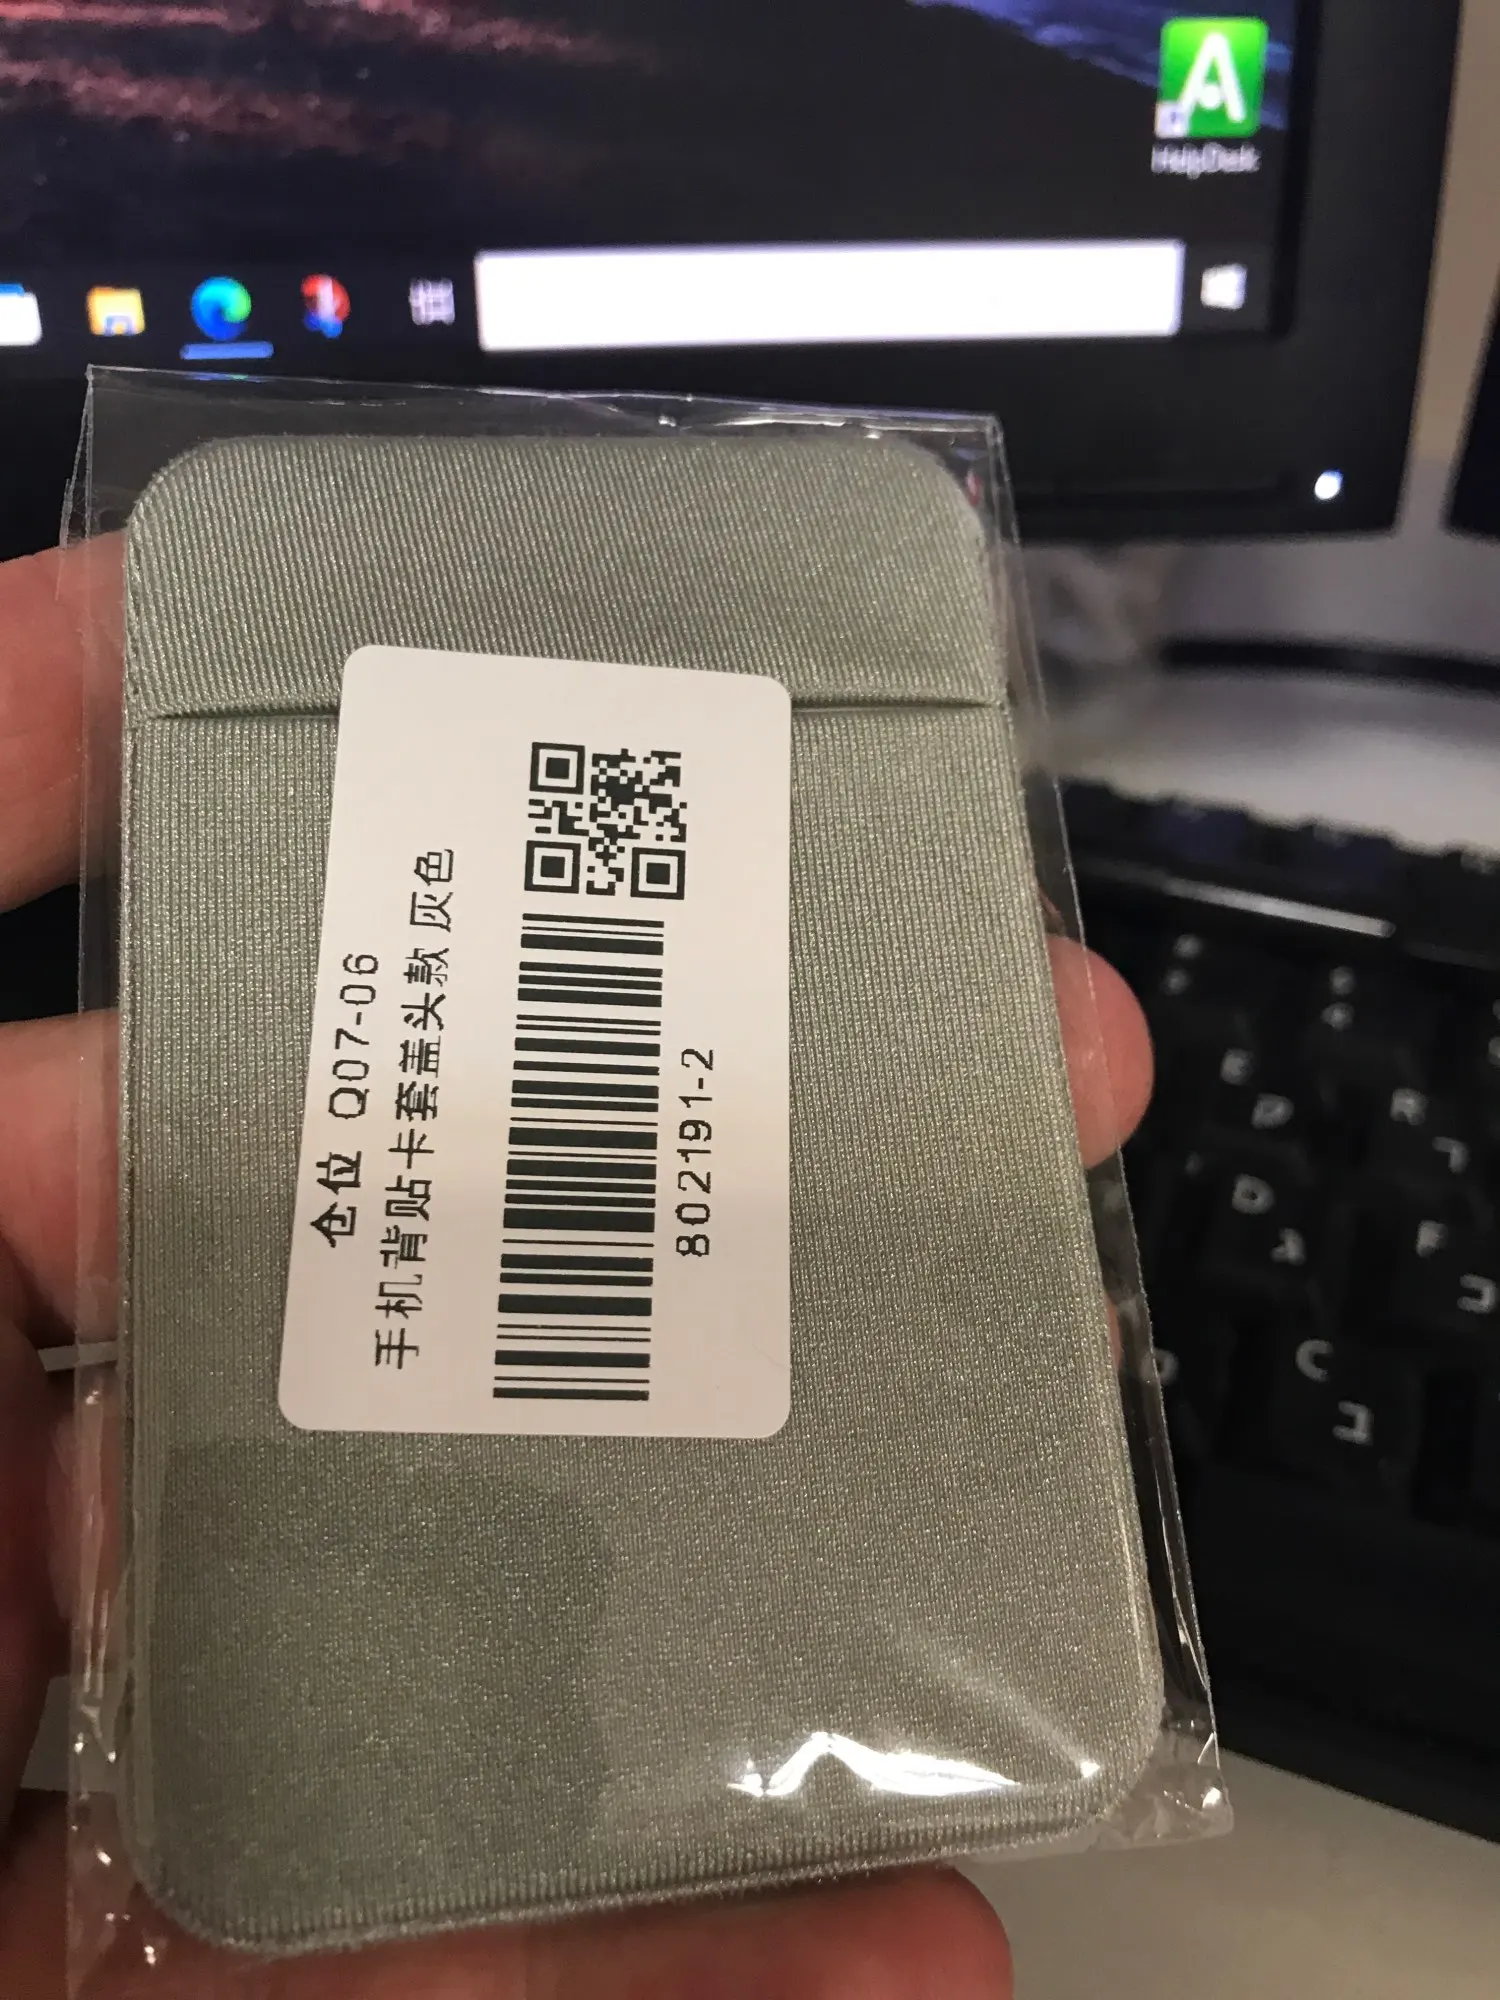 HelpDesk
仓位 Q07-06
手机背贴卡套盖头款 灰色
802191-2
E
ק
R
ר
D
ג
F
כ
C
ב